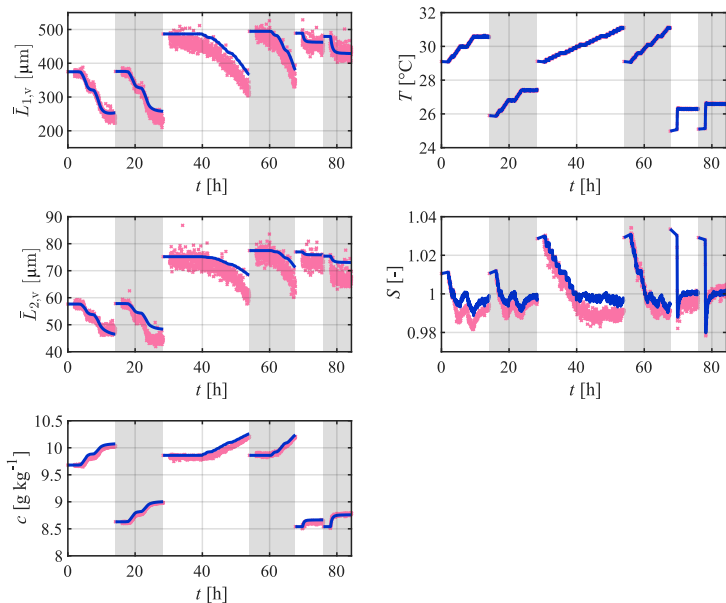 500
400
300
200
L̄1,v [µm]
0 20 40 60 80
t [h]
32
30
28
26
24
T [°C]
0 20 40 60 80
t [h]
90
80
70
60
50
40
L̄2,v [µm]
0 20 40 60 80
t [h]
1.04
1.02
1
0.98
S [-]
0 20 40 60 80
t [h]
10.5
10
9.5
9
8.5
8
c [g kg-1]
0 20 40 60 80
t [h]